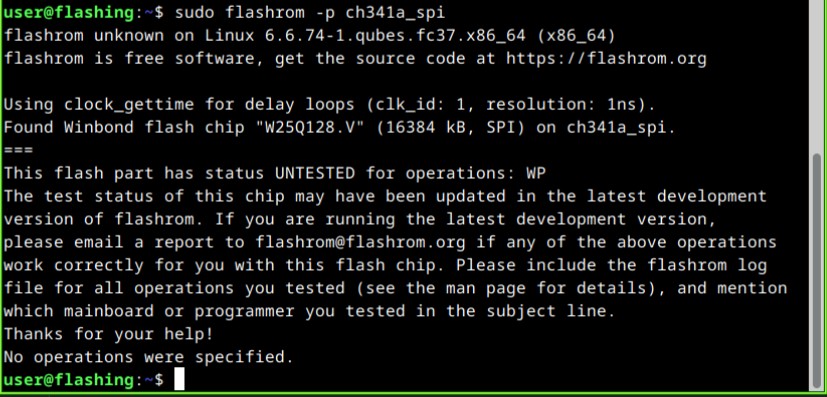 user@flashing:~$ sudo flashrom -p ch341a_spi
flashrom unknown on Linux 6.6.74-1.qubes.fc37.x86_64 (x86_64)
flashrom is free software, get the source code at https://flashrom.org

Using clock_gettime for delay loops (clk_id: 1, resolution: 1ns).
Found Winbond flash chip "W25Q128.V" (16384 kB, SPI) on ch341a_spi.
===
This flash part has status UNTESTED for operations: WP
The test status of this chip may have been updated in the latest development
version of flashrom. If you are running the latest development version,
please email a report to flashrom@flashrom.org if any of the above operations
work correctly for you with this flash chip. Please include the flashrom log
file for all operations you tested (see the man page for details), and mention
which mainboard or programmer you tested in the subject line.
Thanks for your help!
No operations were specified.
user@flashing:~$